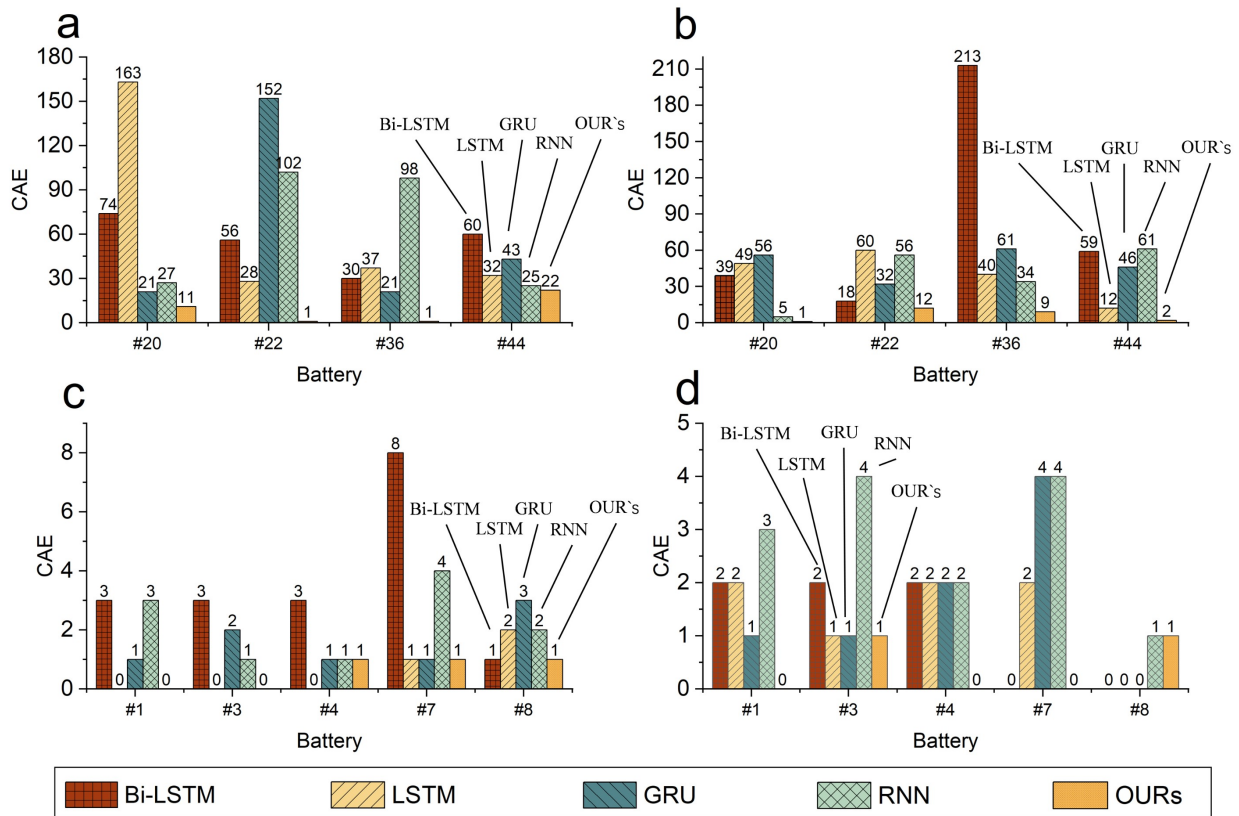 a
CAE
180
150
120
90
60
30
0
74 163 21 27 11
56 28 152 102 1
30 37 21 98 1
60 32 43 25 22
Bi-LSTM LSTM GRU RNN OUR`s
#20 #22 #36 #44
Battery
b
CAE
210
180
150
120
90
60
30
0
39 49 56 5 1
18 60 32 56 12
213 40 61 34 9
59 12 46 61 2
Bi-LSTM LSTM GRU RNN OUR`s
#20 #22 #36 #44
Battery
c
CAE
8
6
4
2
0
3 0 1 3 0
3 0 2 1 0
3 0 1 1 1
8 1 1 4 1
1 2 3 2 1
Bi-LSTM LSTM GRU RNN OUR`s
#1 #3 #4 #7 #8
Battery
d
CAE
5
4
3
2
1
0
2 2 1 3 0
2 1 1 4 1
2 2 2 2 0
0 2 4 4 0
0 0 0 1 1
Bi-LSTM LSTM GRU RNN OUR`s
#1 #3 #4 #7 #8
Battery
Bi-LSTM LSTM GRU RNN OURs